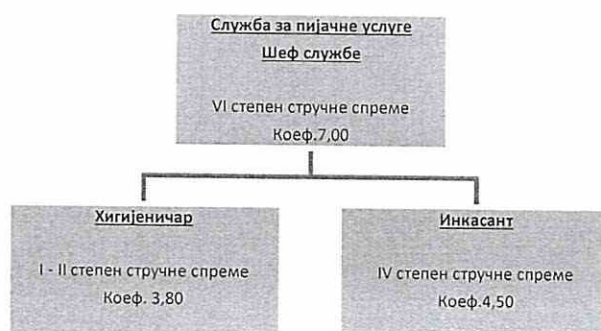 Служба за пијачне услуге
Шеф службе
VI степен стручне спреме
Коеф.7,00
Хигијеничар
I - II степен стручне спреме
Коеф. 3,80
Инкасант
IV степен стручне спреме
Коеф.4,50